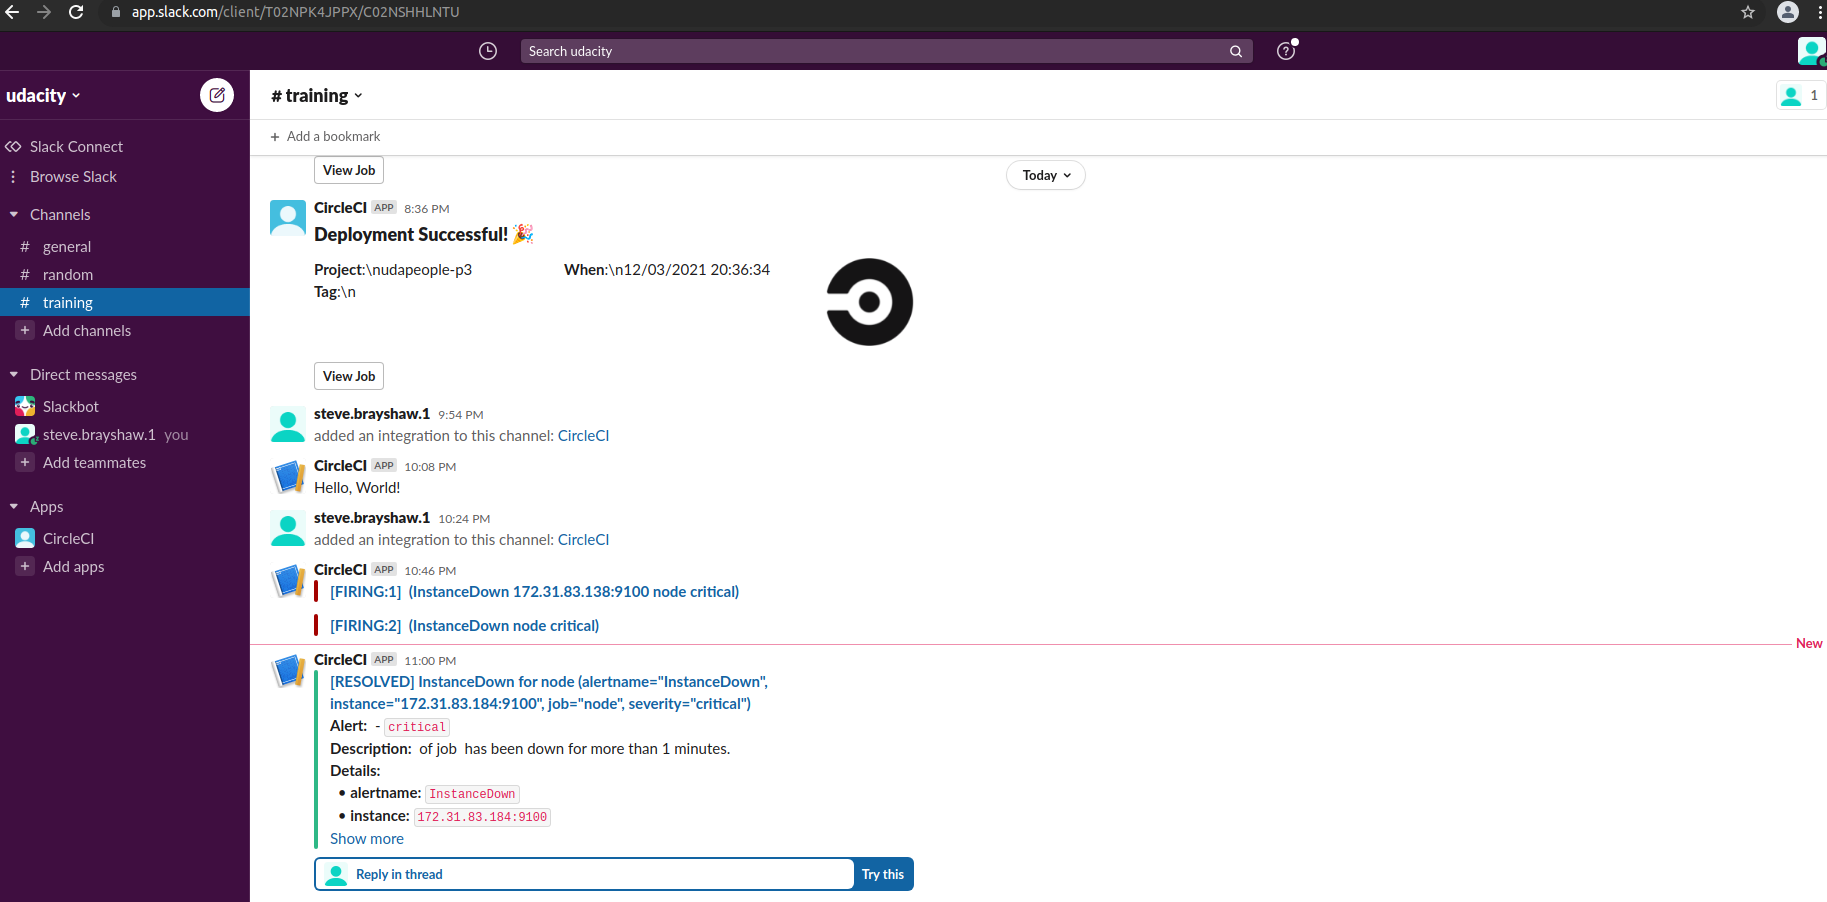 app.slack.com/client/T02NPK4JPPX/C02NSHHLNTU
Search udacity
udacity
# training
1
+ Add a bookmark
Slack Connect
Browse Slack
Channels
# general
# random
# training
+ Add channels
Direct messages
Slackbot
steve.brayshaw.1 you
+ Add teammates
Apps
CircleCI
+ Add apps
View Job
Today
CircleCI APP 8:36 PM
Deployment Successful! 🎉
Project:\nudapeople-p3 When:\n12/03/2021 20:36:34
Tag:\n
View Job
steve.brayshaw.1 9:54 PM
added an integration to this channel: CircleCI
CircleCI APP 10:08 PM
Hello, World!
steve.brayshaw.1 10:24 PM
added an integration to this channel: CircleCI
CircleCI APP 10:46 PM
[FIRING:1] (InstanceDown 172.31.83.138:9100 node critical)
[FIRING:2] (InstanceDown node critical)
New
CircleCI APP 11:00 PM
[RESOLVED] InstanceDown for node (alertname="InstanceDown",
instance="172.31.83.184:9100", job="node", severity="critical")
Alert: - critical
Description: of job has been down for more than 1 minutes.
Details:
• alertname: InstanceDown
• instance: 172.31.83.184:9100
Show more
Reply in thread
Try this